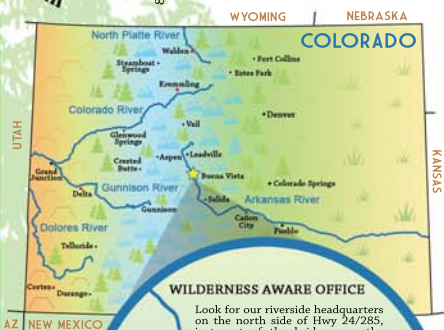 WYOMING
NEBRASKA
COLORADO
North Platte River
Walden
Steamboat
Springs
Fort Collins
Estes Park
Kremmling
Colorado River
Denver
Vail
UTAH
Glenwood
Springs
Aspen
Leadville
Crested
Butte
KANSAS
Grand
Junction
Buena Vista
Gunnison River
Colorado Springs
Delta
Salida
Arkansas River
Gunnison
Cañon
City
Pueblo
Dolores River
Telluride
Cortez
Durango
AZ
NEW MEXICO
WILDERNESS AWARE OFFICE
Look for our riverside headquarters
on the north side of Hwy 24/285,